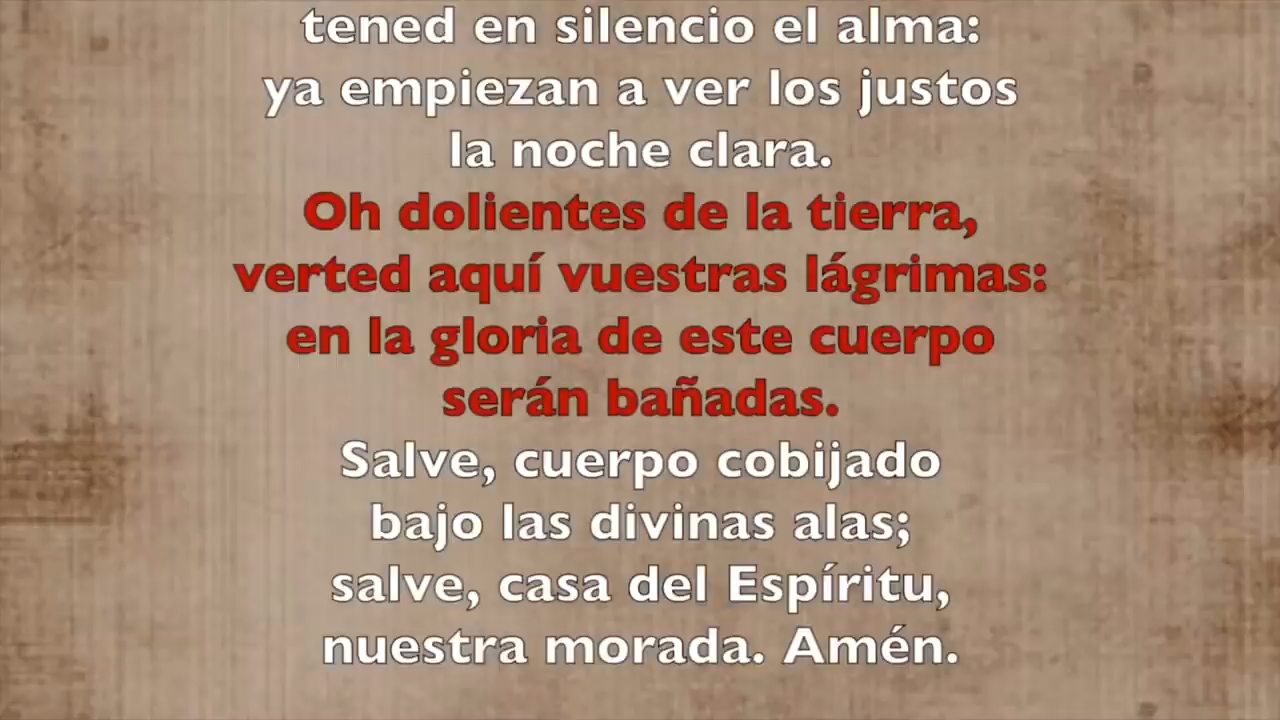 tened en silencio el alma:
ya empiezan a ver los justos
la noche clara.
Oh dolientes de la tierra,
verted aquí vuestras lágrimas:
en la gloria de este cuerpo
serán bañadas.
Salve, cuerpo cobijado
bajo las divinas alas;
salve, casa del Espíritu,
nuestra morada. Amén.